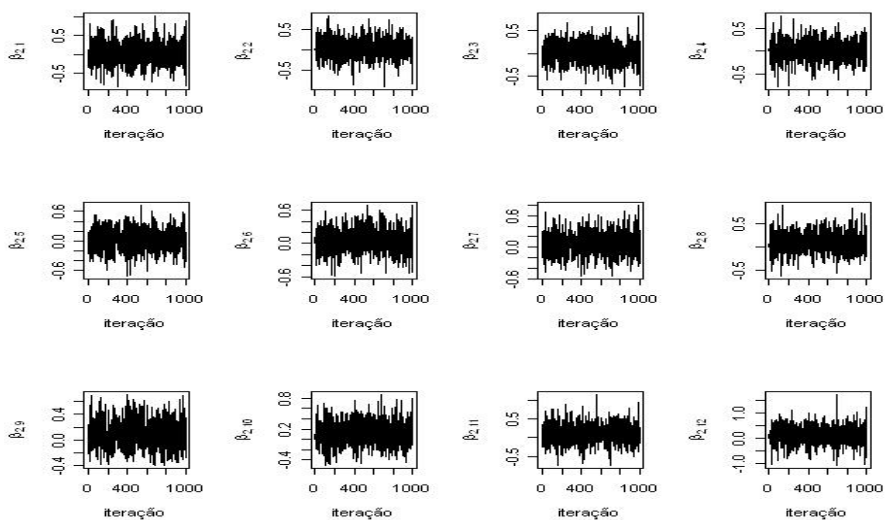 β2,1 -0.5 0.5
β2,2 -0.5 0.5
β2,3 -0.5 0.5
β2,4 -0.5 0.5
0 400 1000
0 400 1000
0 400 1000
0 400 1000
iteração
iteração
iteração
iteração
β2,5 -0.6 0.0 0.6
β2,6 -0.6 0.0 0.6
β2,7 -0.6 0.0 0.6
β2,8 -0.5 0.5
0 400 1000
0 400 1000
0 400 1000
0 400 1000
iteração
iteração
iteração
iteração
β2,9 -0.4 0.0 0.4
β2,10 -0.4 0.2 0.8
β2,11 -0.5 0.5
β2,12 -1.0 0.0 1.0
0 400 1000
0 400 1000
0 400 1000
0 400 1000
iteração
iteração
iteração
iteração